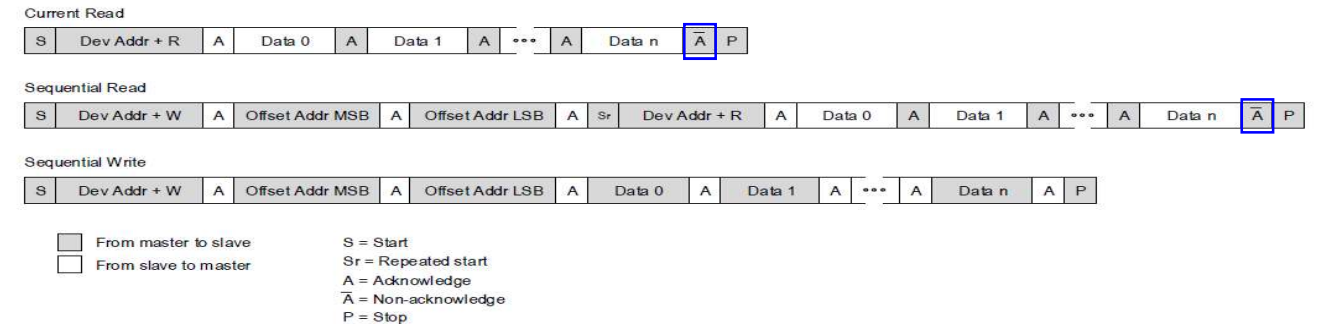 Current Read
S Dev Addr + R A Data 0 A Data 1 A ∘∘∘ A Data n A̅ P
Sequential Read
S Dev Addr + W A Offset Addr MSB A Offset Addr LSB A Sr Dev Addr + R A Data 0 A Data 1 A ∘∘∘ A Data n A̅ P
Sequential Write
S Dev Addr + W A Offset Addr MSB A Offset Addr LSB A Data 0 A Data 1 A ∘∘∘ A Data n A P
From master to slave
From slave to master
S = Start
Sr = Repeated start
A = Acknowledge
A̅ = Non-acknowledge
P = Stop